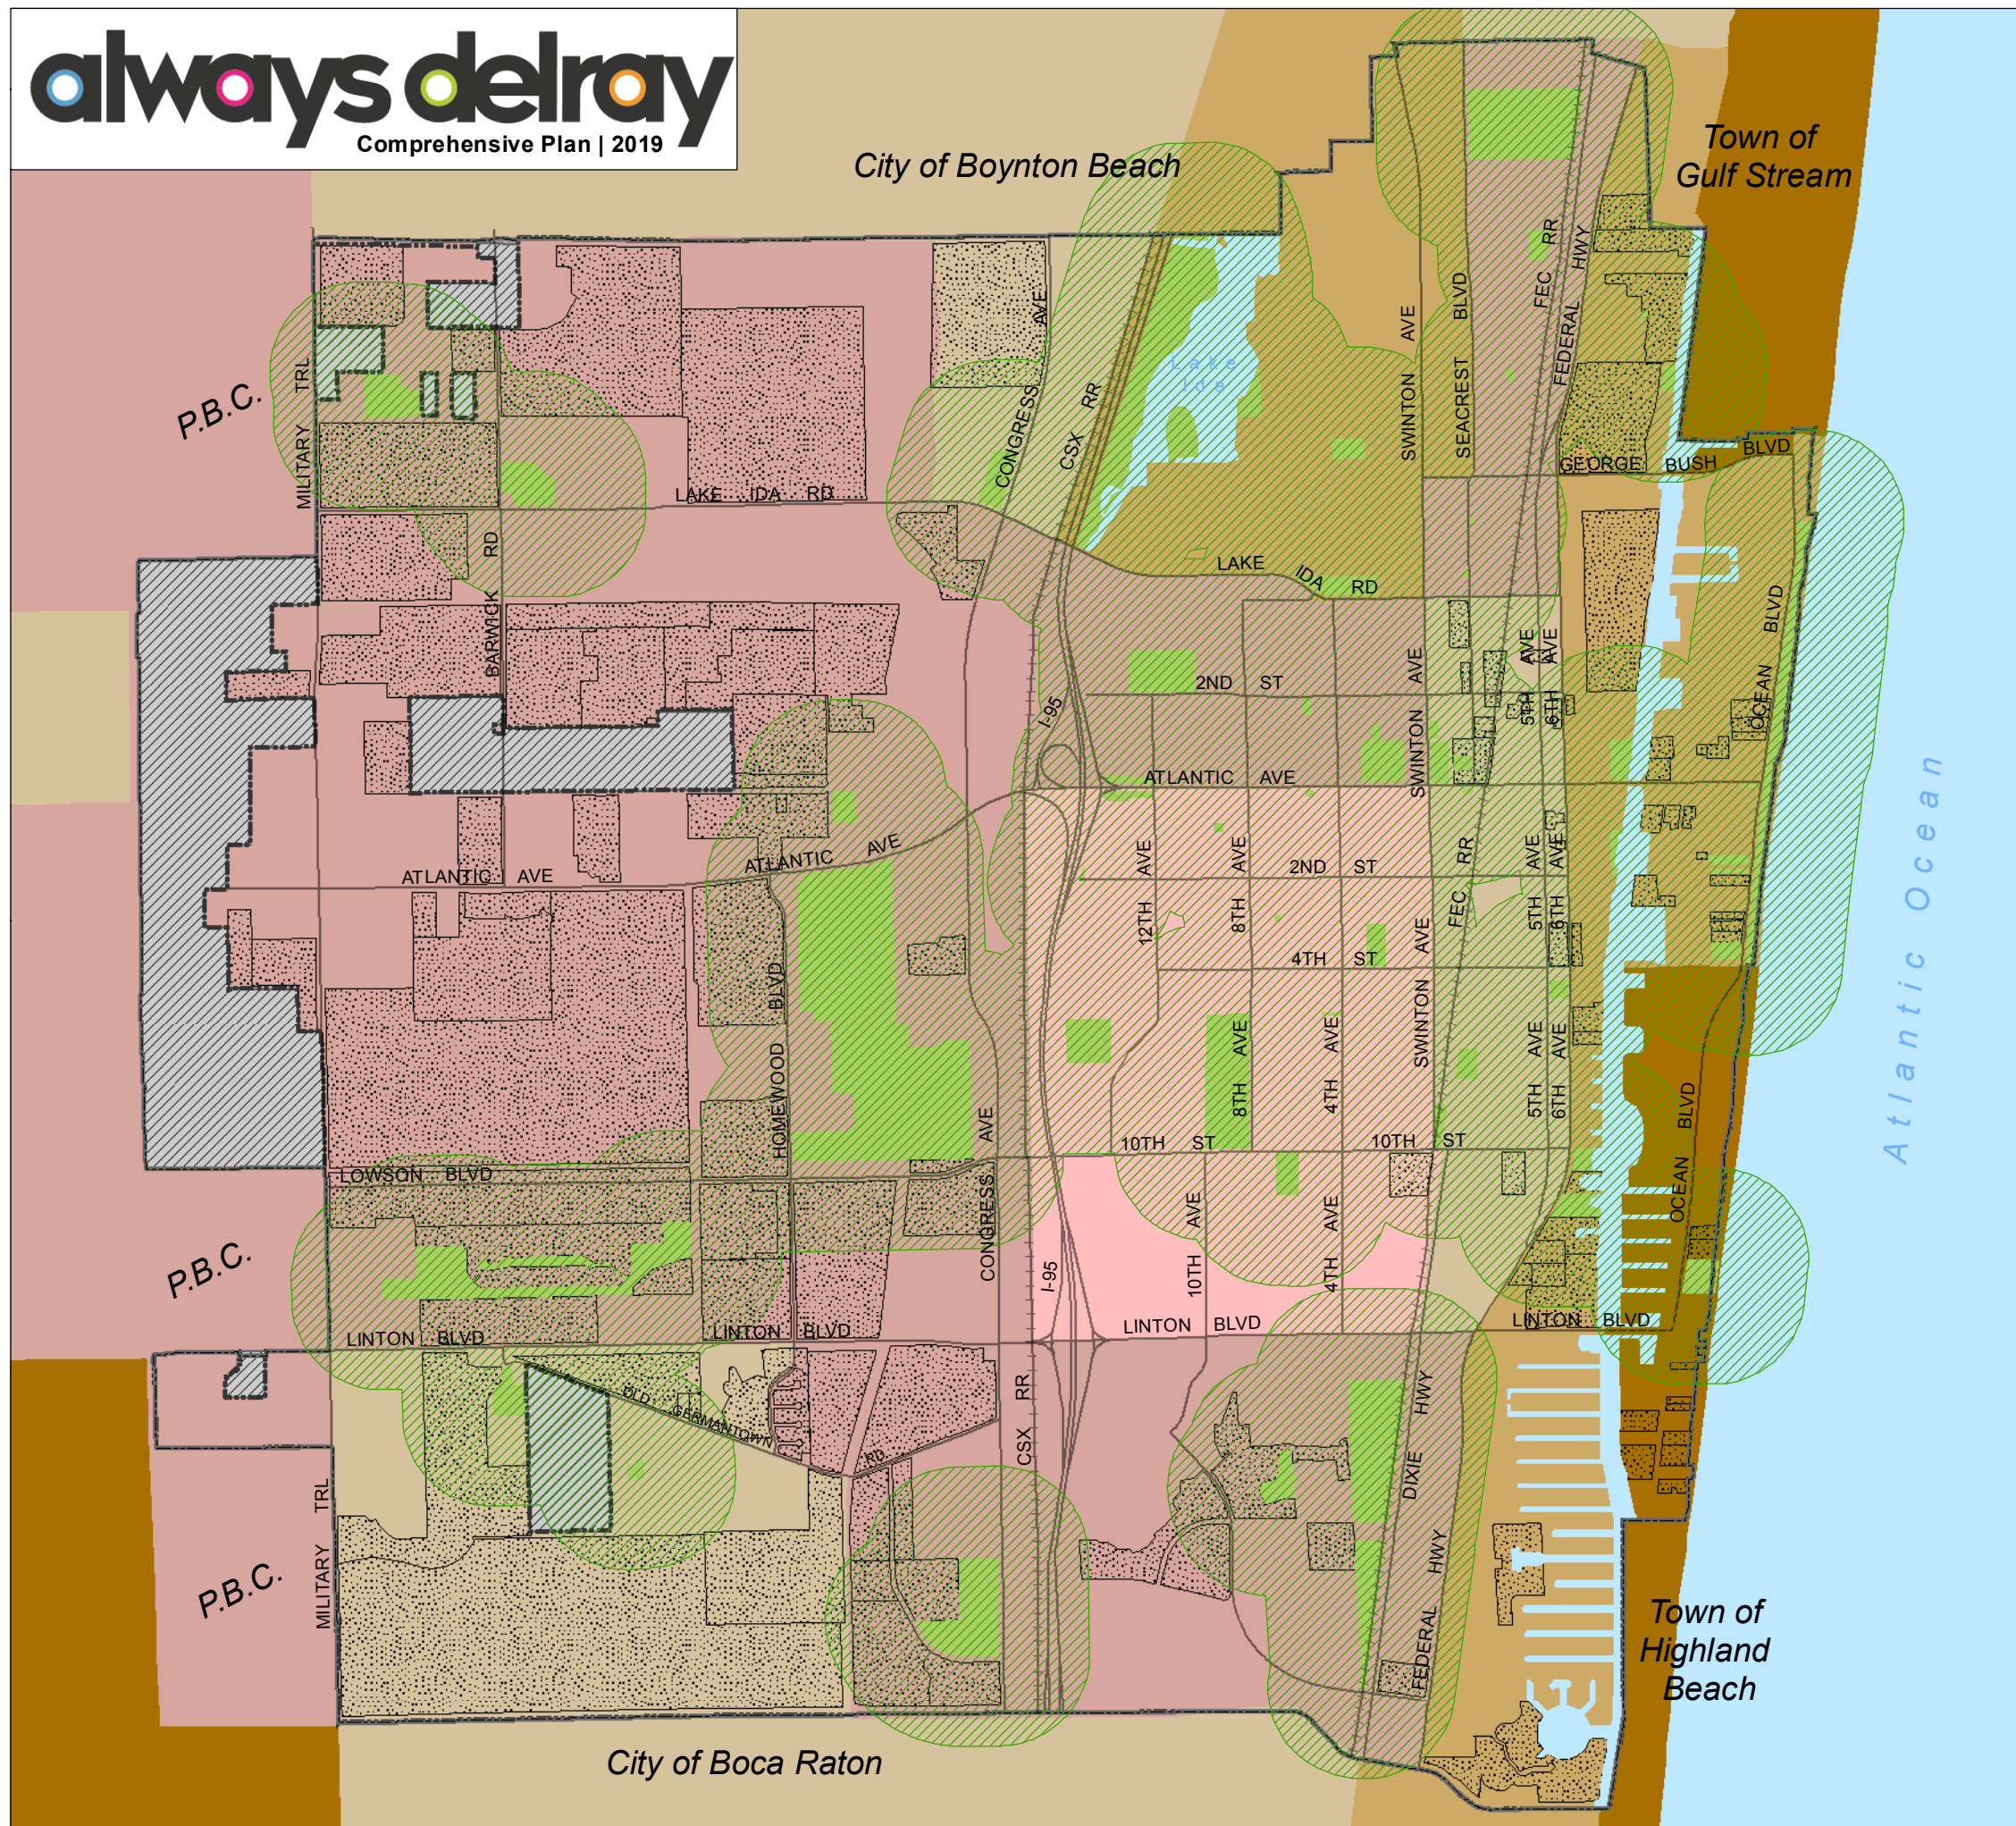 always delray
Comprehensive Plan | 2019
City of Boynton Beach
Town of
Gulf Stream
P.B.C.
MILITARY TRL
CONGRESS AVE
CSX RR
Lake
Ida
SWINTON AVE
SEACREST BLVD
FEC RR
FEDERAL HWY
GEORGE BUSH BLVD
LAKE IDA RD
BARWICK RD
LAKE IDA RD
OCEAN BLVD
I-95
2ND ST
SWINTON AVE
5TH AVE
6TH AVE
ATLANTIC AVE
ATLANTIC AVE
ATLANTIC AVE
2ND ST
12TH AVE
8TH AVE
FEC RR
5TH AVE
6TH AVE
4TH ST
Atlantic Ocean
HOMEWOOD BLVD
8TH AVE
4TH AVE
SWINTON AVE
5TH AVE
6TH AVE
10TH ST
10TH ST
LOWSON BLVD
CONGRESS AVE
OCEAN BLVD
P.B.C.
I-95
10TH AVE
4TH AVE
LINTON BLVD
LINTON BLVD
LINTON BLVD
LINTON BLVD
OLD GERMANTOWN RD
CSX RR
DIXIE HWY
MILITARY TRL
P.B.C.
FEDERAL HWY
Town of
Highland
Beach
City of Boca Raton